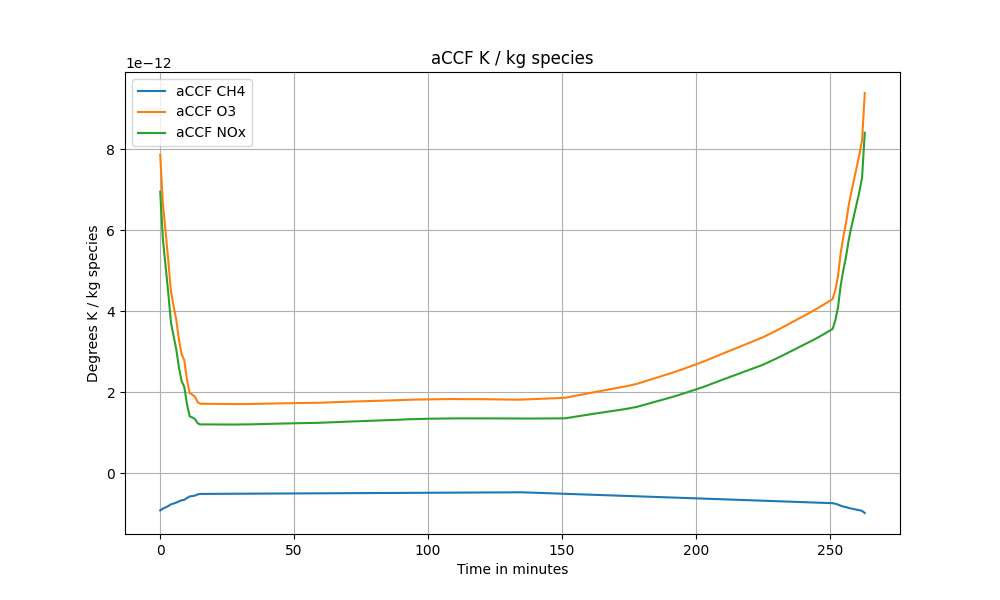 aCCF K / kg species
1e−12
aCCF CH4
aCCF O3
aCCF NOx
8
6
4
2
0
Degrees K / kg species
0 50 100 150 200 250
Time in minutes